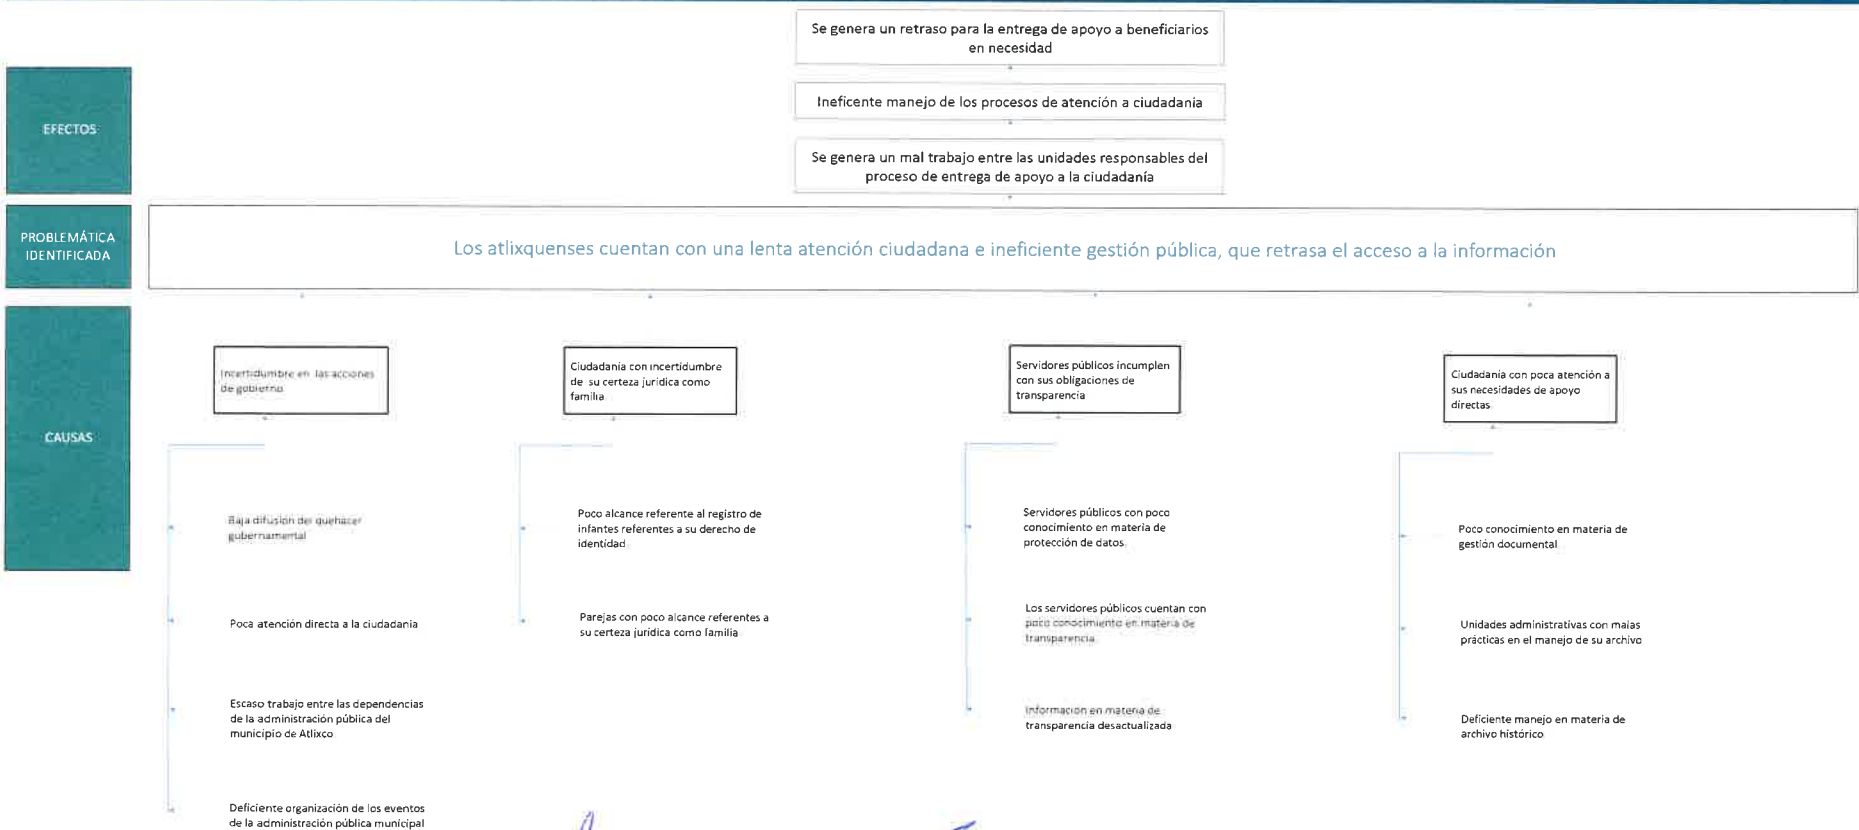 Se genera un retraso para la entrega de apoyo a beneficiarios
en necesidad
Ineficente manejo de los procesos de atención a ciudadanía
EFECTOS
Se genera un mal trabajo entre las unidades responsables del
proceso de entrega de apoyo a la ciudadanía
PROBLEMÁTICA
IDENTIFICADA
Los atlixquenses cuentan con una lenta atención ciudadana e ineficiente gestión pública, que retrasa el acceso a la información
CAUSAS
Incertidumbre en las acciones
de gobierno
Baja difusión del quehacer
gubernamental
Poca atención directa a la ciudadanía
Escaso trabajo entre las dependencias
de la administración pública del
municipio de Atlixco
Deficiente organización de los eventos
de la administración pública municipal
Ciudadanía con incertidumbre
de su certeza jurídica como
familia
Poco alcance referente al registro de
infantes referentes a su derecho de
identidad
Parejas con poco alcance referentes a
su certeza jurídica como familia
Servidores públicos incumplen
con sus obligaciones de
transparencia
Servidores públicos con poco
conocimiento en materia de
protección de datos
Los servidores públicos cuentan con
poco conocimiento en materia de
transparencia
Información en materia de
transparencia desactualizada
Ciudadanía con poca atención a
sus necesidades de apoyo
directas
Poco conocimiento en materia de
gestión documental
Unidades administrativas con malas
prácticas en el manejo de su archivo
Deficiente manejo en materia de
archivo histórico